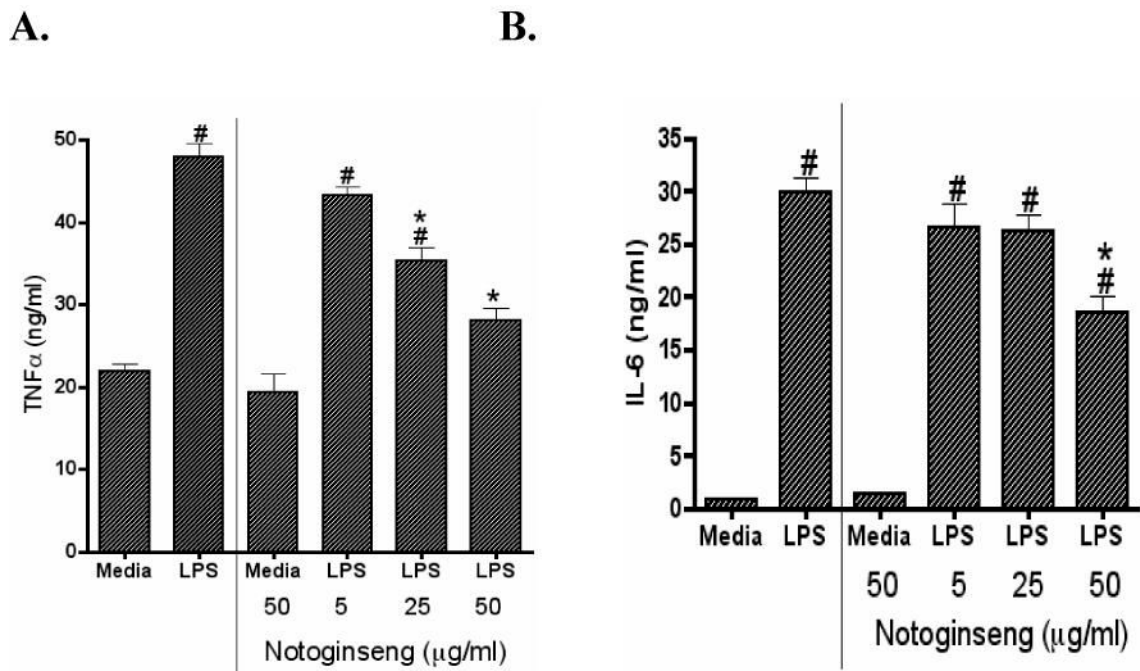 A.
B.
TNFα (ng/ml)
50
40
30
20
10
0
#
#
*
#
*
Media LPS Media LPS LPS LPS
50 5 25 50
Notoginseng (μg/ml)
IL-6 (ng/ml)
35
30
25
20
15
10
5
0
#
#
#
*
#
Media LPS Media LPS LPS LPS
50 5 25 50
Notoginseng (μg/ml)